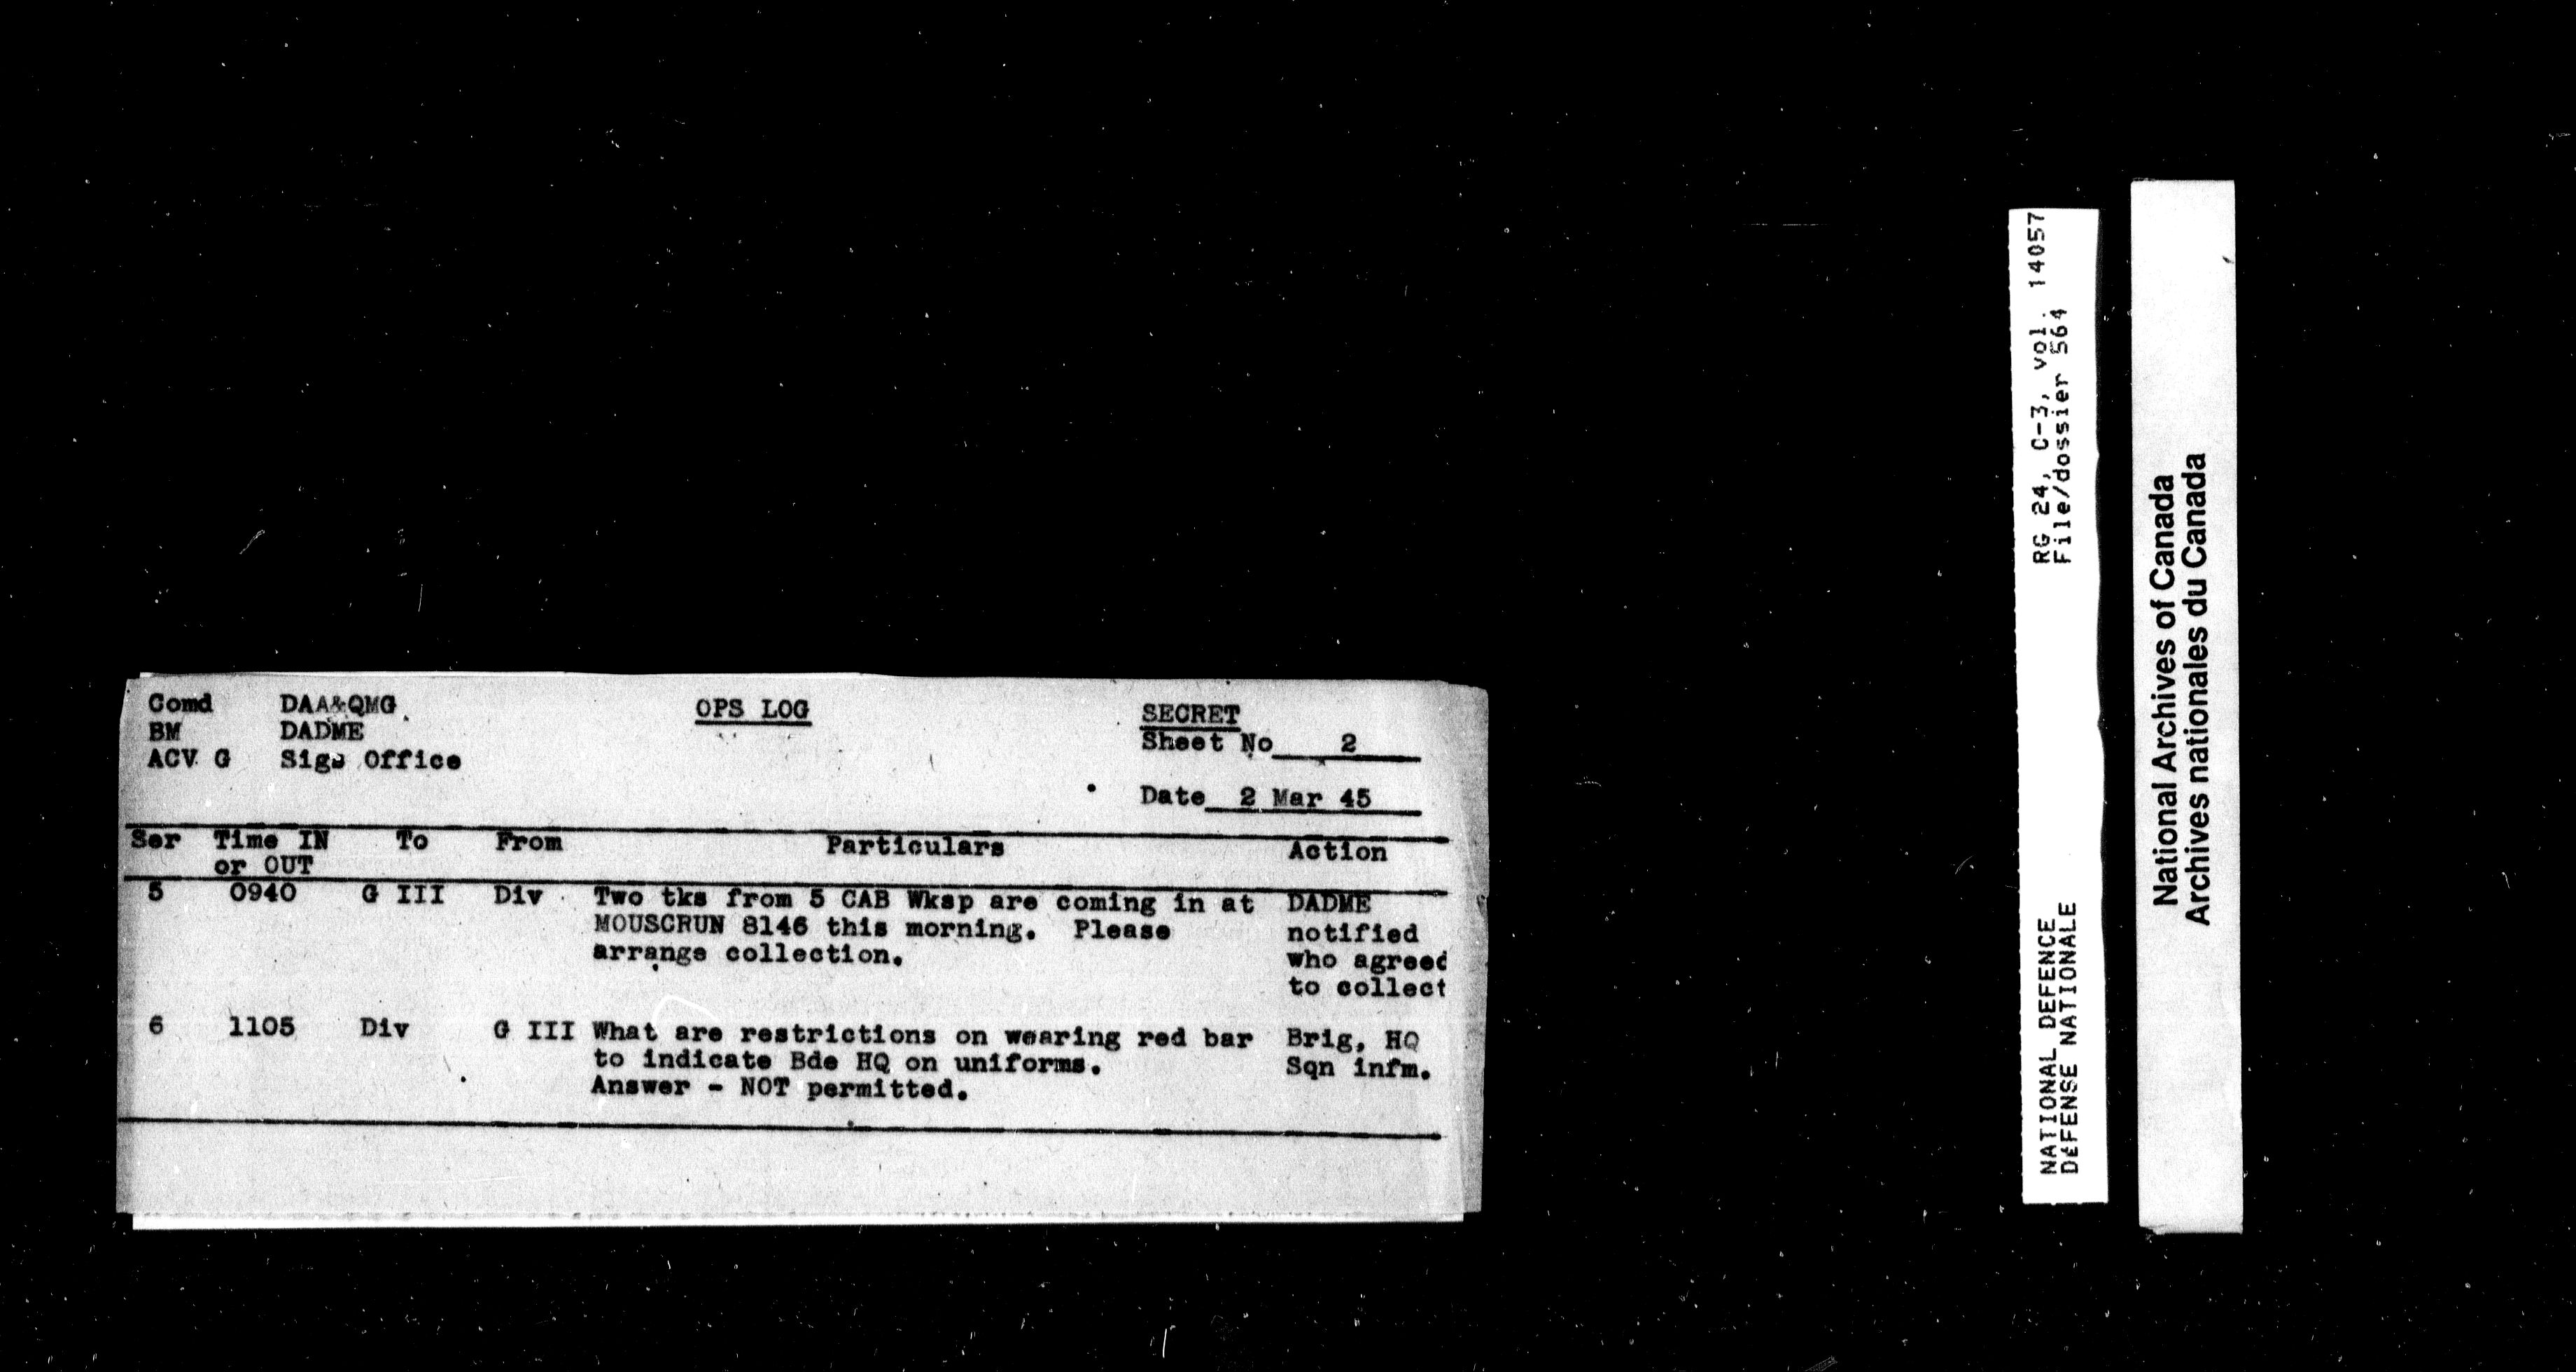 Comd DAA&QMG OPS LOG SECRET
BM DADME Sheet No 2
ACV G Sigs Office
Date 2 Mar 45
Ser Time IN To From Particulars Action
or OUT
5 0940 G III Div Two tks from 5 CAB Wksp are coming in at DADME
MOUSCRUN 8146 this morning. Please notified
arrange collection. who agreed
to collect
6 1105 Div G III What are restrictions on wearing red bar Brig, HQ
to indicate Bde HQ on uniforms. Sqn infm.
Answer - NOT permitted.
NATIONAL DEFENCE RG 24, C-3, vol. 14057
DÉFENSE NATIONALE File/dossier 564
National Archives of Canada
Archives nationales du Canada